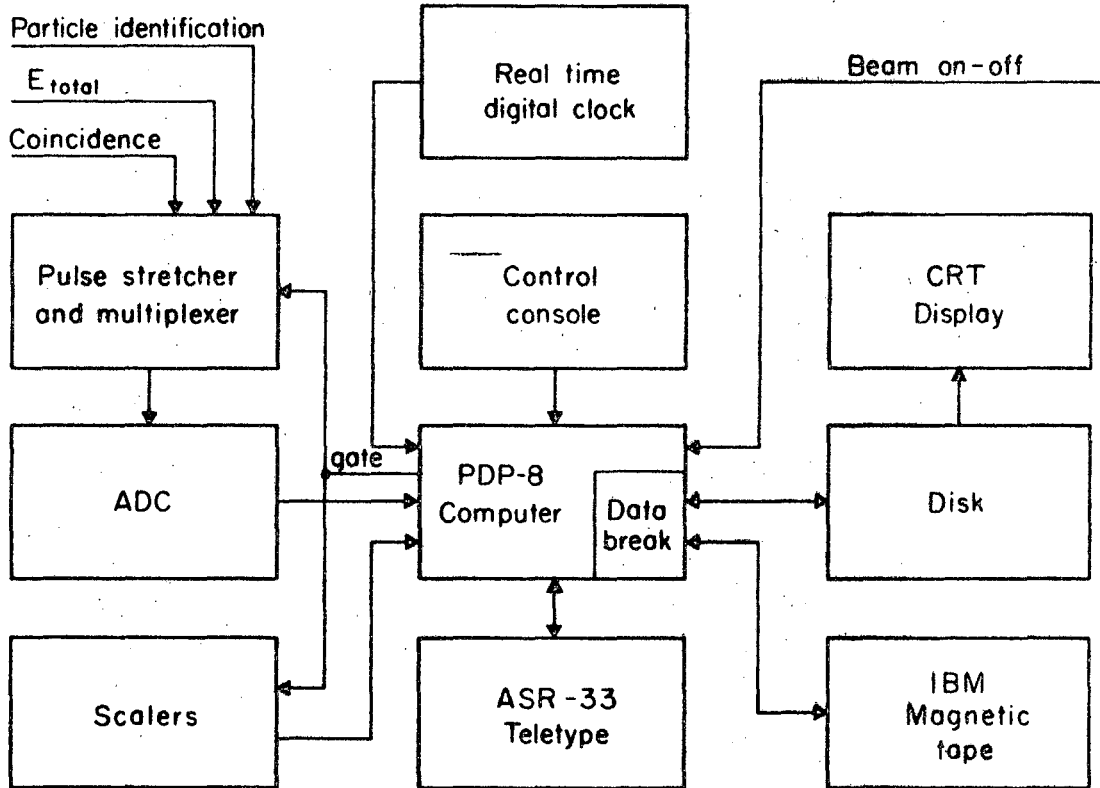 Particle identification
E total
Coincidence
Real time
digital clock
Beam on-off
Pulse stretcher
and multiplexer
Control
console
CRT
Display
gate
ADC
PDP-8
Computer
Data
break
Disk
Scalers
ASR-33
Teletype
IBM
Magnetic
tape